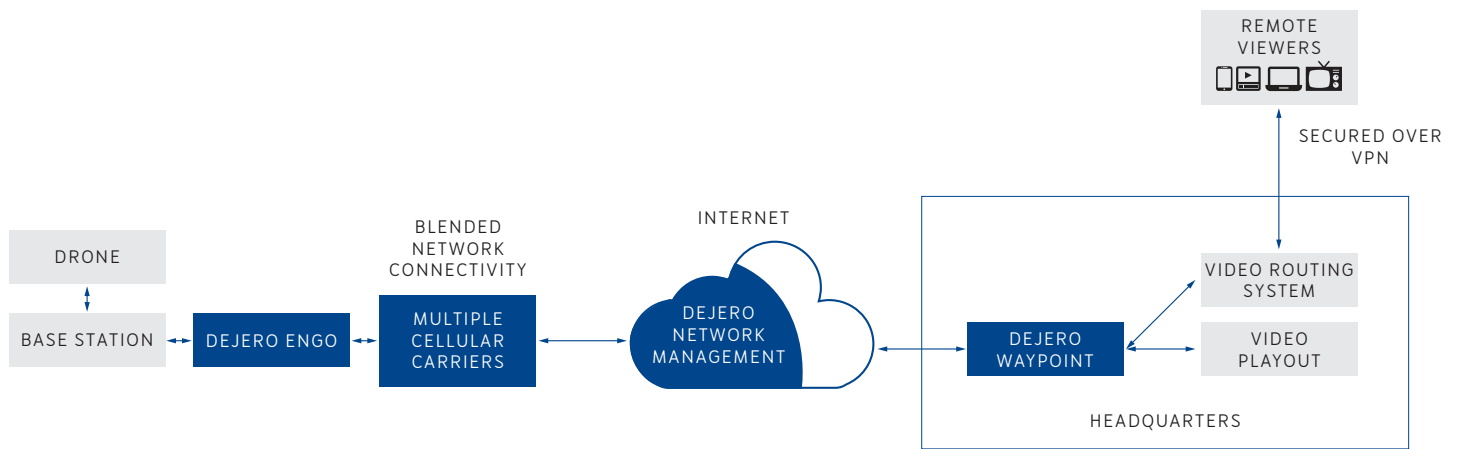 REMOTE
VIEWERS
SECURED OVER
VPN
DRONE
BASE STATION
DEJERO ENGO
BLENDED
NETWORK
CONNECTIVITY
MULTIPLE
CELLULAR
CARRIERS
INTERNET
DEJERO
NETWORK
MANAGEMENT
DEJERO
WAYPOINT
VIDEO ROUTING
SYSTEM
VIDEO
PLAYOUT
HEADQUARTERS